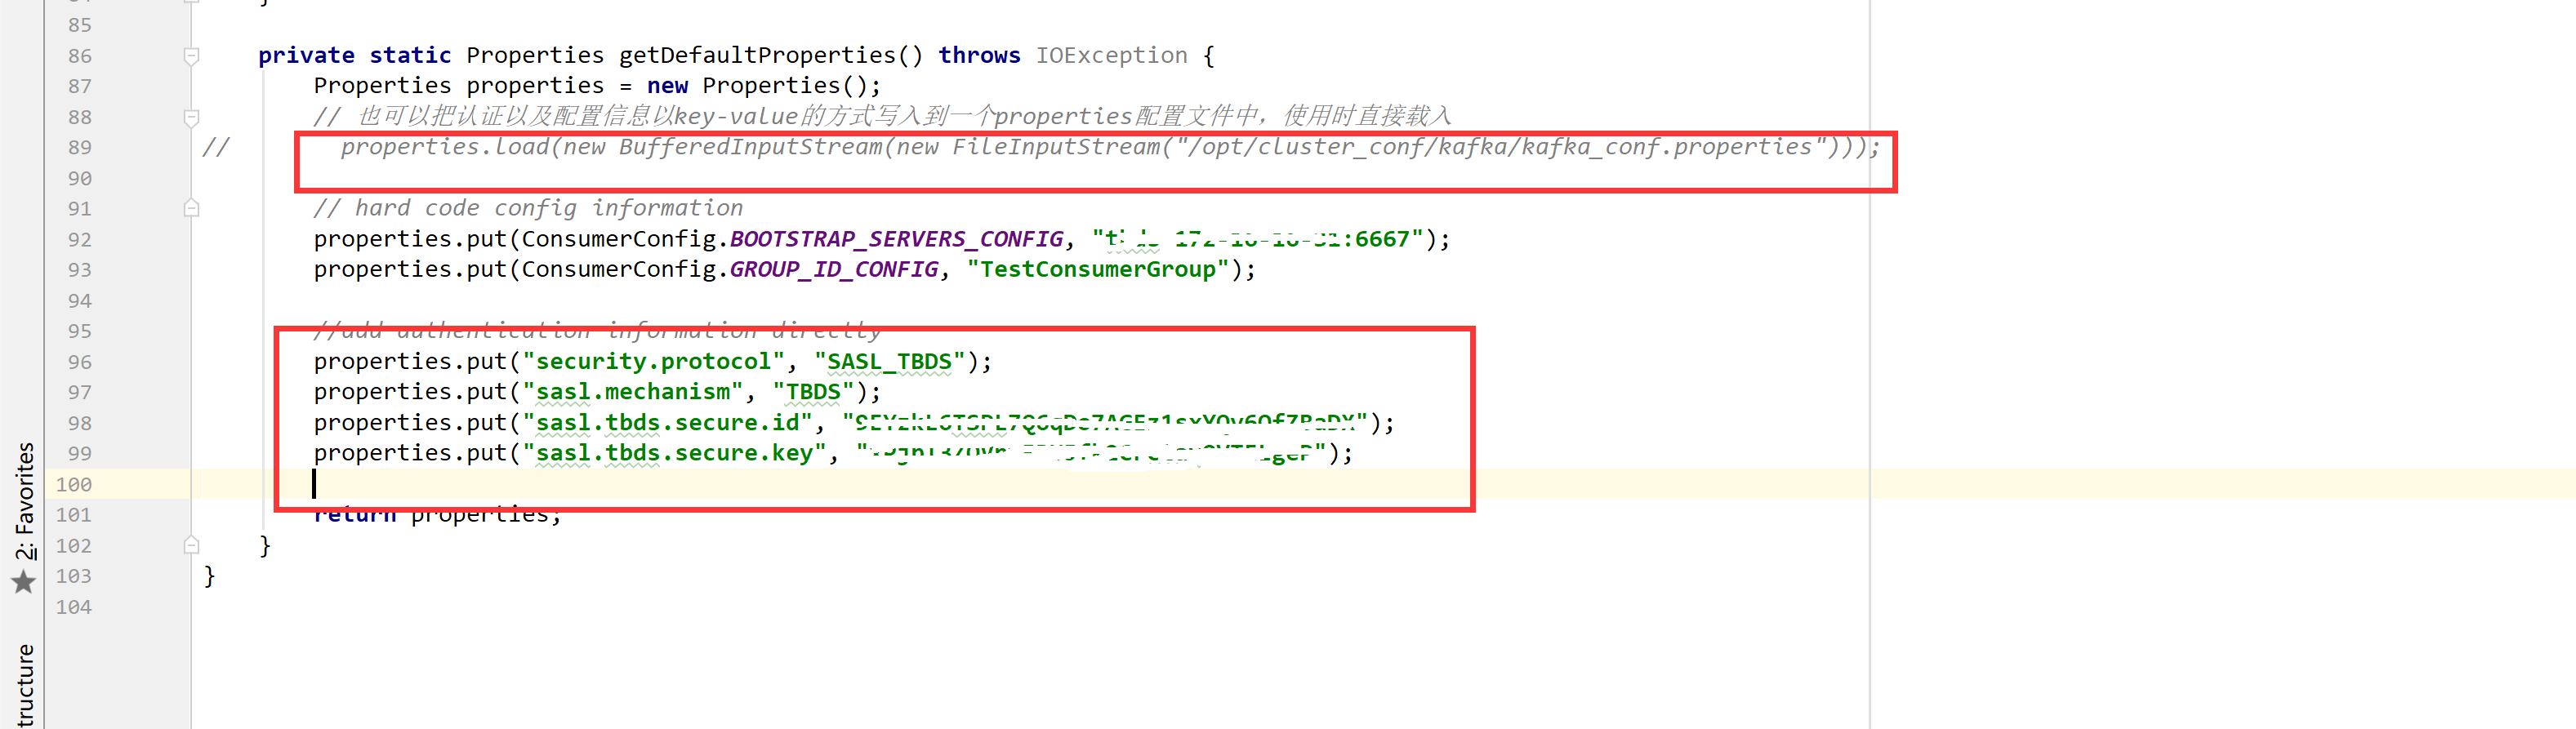 85
86 private static Properties getDefaultProperties() throws IOException {
87 Properties properties = new Properties();
88 // 也可以把认证以及配置信息以key-value的方式写入到一个properties配置文件中，使用时直接载入
89 // properties.load(new BufferedInputStream(new FileInputStream("/opt/cluster_conf/kafka/kafka_conf.properties")));
90
91 // hard code config information
92 properties.put(ConsumerConfig.BOOTSTRAP_SERVERS_CONFIG, ":6667");
93 properties.put(ConsumerConfig.GROUP_ID_CONFIG, "TestConsumerGroup");
94
95 //add authentication information directly
96 properties.put("security.protocol", "SASL_TBDS");
97 properties.put("sasl.mechanism", "TBDS");
98 properties.put("sasl.tbds.secure.id", "");
99 properties.put("sasl.tbds.secure.key", "");
100
101 return properties;
102 }
103 }
104
2: Favorites
tructure